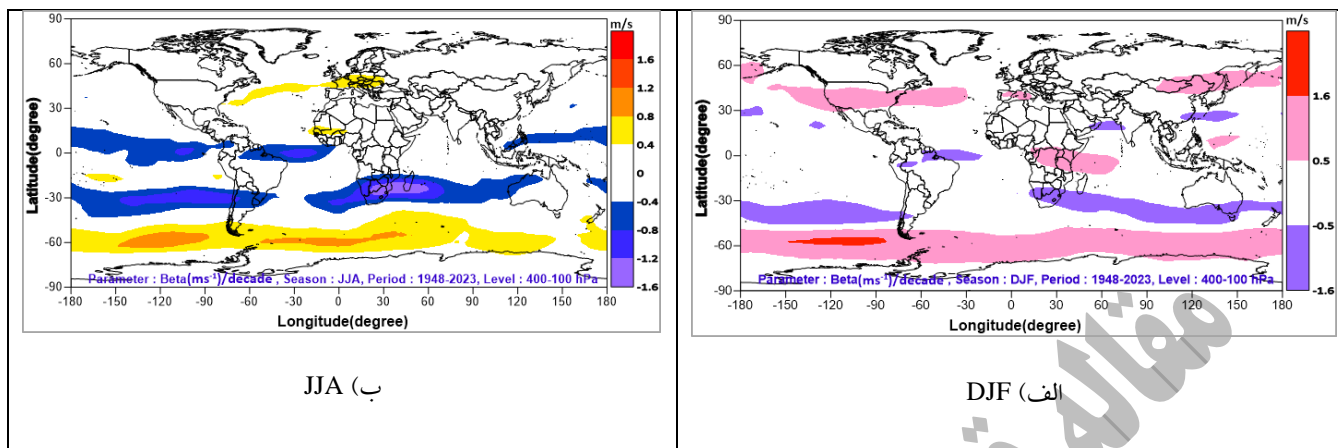 m/s
90
60
30
0
-30
-60
-90
Latitude(degree)
1.6
1.2
0.8
0.4
0
-0.4
-0.8
-1.2
-1.6
Parameter : Beta(ms⁻¹)/decade , Season : JJA, Period : 1948-2023, Level : 400-100 hPa
-180 -150 -120 -90 -60 -30 0 30 60 90 120 150 180
Longitude(degree)
ب) JJA
m/s
90
60
30
0
-30
-60
-90
Latitude(degree)
1.6
0.5
-0.5
-1.6
Parameter : Beta(ms⁻¹)/decade , Season : DJF, Period : 1948-2023, Level : 400-100 hPa
-180 -150 -120 -90 -60 -30 0 30 60 90 120 150 180
Longitude(degree)
الف) DJF
مقاله